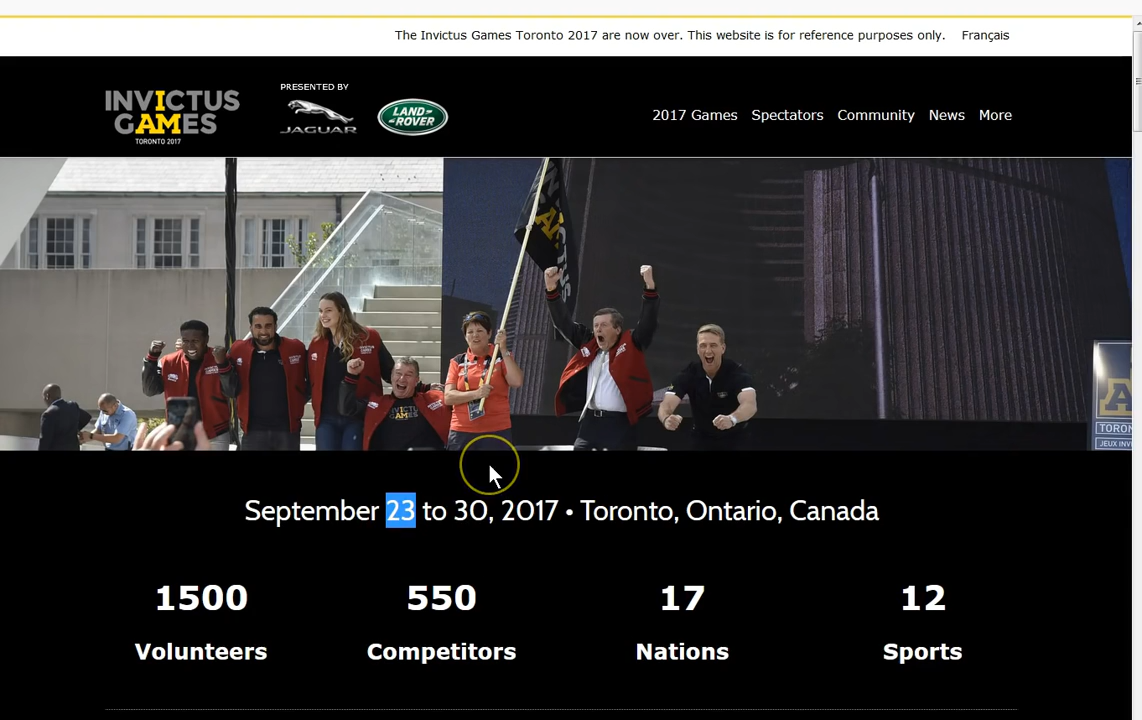 The Invictus Games Toronto 2017 are now over. This website is for reference purposes only. Français
PRESENTED BY
INVICTUS
GAMES
TORONTO 2017
JAGUAR
LAND-
ROVER
2017 Games Spectators Community News More
INVICTUS
GAMES
September 23 to 30, 2017 • Toronto, Ontario, Canada
1500 550 17 12
Volunteers Competitors Nations Sports